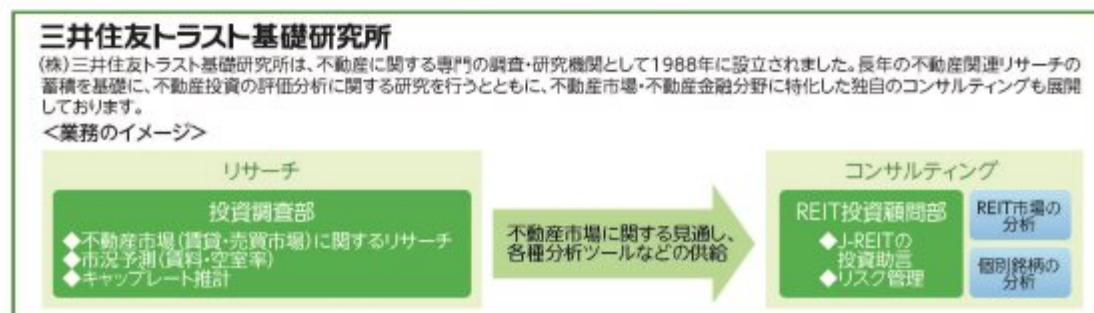 三井住友トラスト基礎研究所
(株)三井住友トラスト基礎研究所は、不動産に関する専門の調査・研究機関として1988年に設立されました。長年の不動産関連リサーチの
蓄積を基礎に、不動産投資の評価分析に関する研究を行うとともに、不動産市場・不動産金融分野に特化した独自のコンサルティングも展開
しております。
<業務のイメージ>
リサーチ
投資調査部
◆不動産市場(賃貸・売買市場)に関するリサーチ
◆市況予測(賃料・空室率)
◆キャップレート推計
不動産市場に関する見通し、
各種分析ツールなどの供給
コンサルティング
REIT投資顧問部
◆J-REITの
投資助言
◆リスク管理
REIT市場の
分析
個別銘柄の
分析